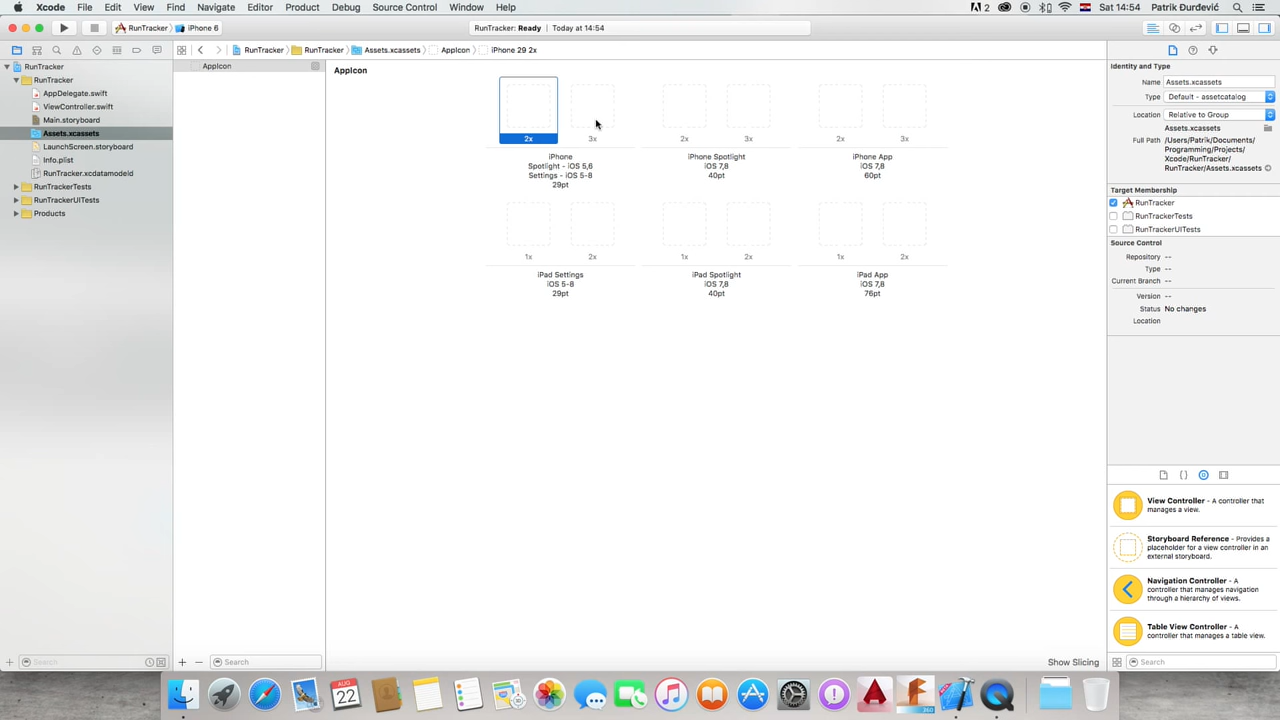 Xcode File Edit View Find Navigate Editor Product Debug Source Control Window Help
2 Sat 14:54 Patrik Đurđević
RunTracker iPhone 6
RunTracker: Ready Today at 14:54
RunTracker RunTracker Assets.xcassets AppIcon iPhone 29 2x
RunTracker
RunTracker
AppDelegate.swift
ViewController.swift
Main.storyboard
Assets.xcassets
LaunchScreen.storyboard
Info.plist
RunTracker.xcdatamodeld
RunTrackerTests
RunTrackerUITests
Products
Search
AppIcon
Search
AppIcon
2x 3x 2x 3x 2x 3x
iPhone
Spotlight - iOS 5,6
Settings - iOS 5-8
29pt
iPhone Spotlight
iOS 7,8
40pt
iPhone App
iOS 7,8
60pt
1x 2x 1x 2x 1x 2x
iPad Settings
iOS 5-8
29pt
iPad Spotlight
iOS 7,8
40pt
iPad App
iOS 7,8
76pt
Show Slicing
Identity and Type
Name Assets.xcassets
Type Default - assetcatalog
Location Relative to Group
Assets.xcassets
Full Path /Users/Patrik/Documents/
Programming/Projects/
Xcode/RunTracker/
RunTracker/Assets.xcassets
Target Membership
RunTracker
RunTrackerTests
RunTrackerUITests
Source Control
Repository --
Type --
Current Branch --
Version --
Status No changes
Location
View Controller - A controller that
manages a view.
Storyboard Reference - Provides a
placeholder for a view controller in an
external storyboard.
Navigation Controller - A
controller that manages navigation
through a hierarchy of views.
Table View Controller - A
controller that manages a table view.
Search
AUG
22
360